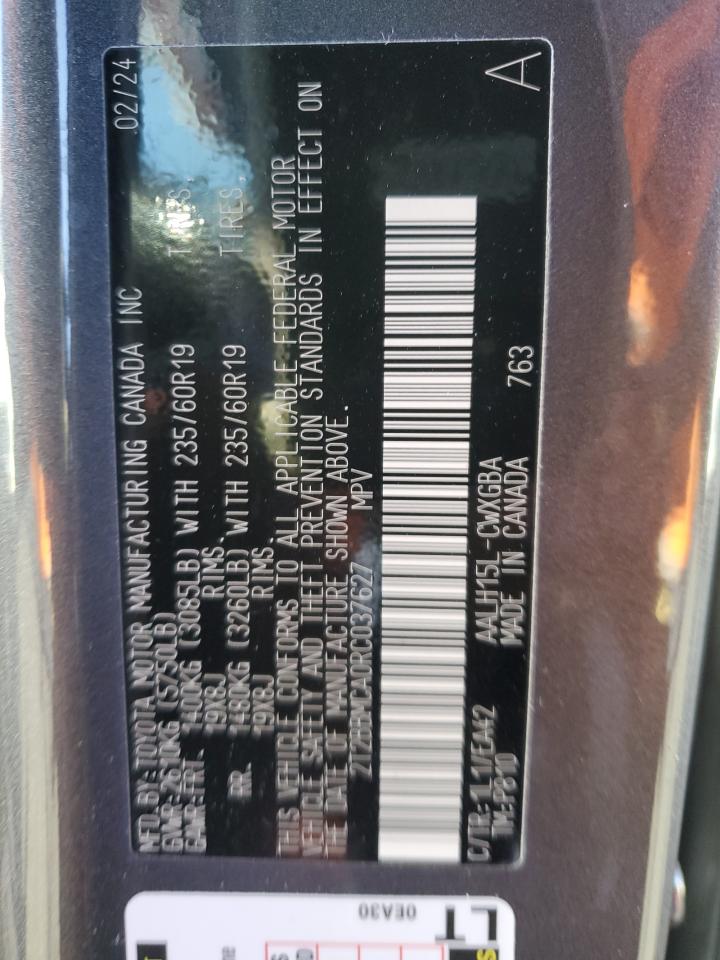 MFD. BY: TOYOTA MOTOR MANUFACTURING CANADA INC 02/24
GVWR: 2610KG (5750LB)
GAWR: FRT. 1400KG (3085LB) WITH 235/60R19 TIRES,
19X8J RIMS.
RR. 1480KG (3260LB) WITH 235/60R19 TIRES,
19X8J RIMS.
THIS VEHICLE CONFORMS TO ALL APPLICABLE FEDERAL MOTOR
VEHICLE SAFETY AND THEFT PREVENTION STANDARDS IN EFFECT ON
THE DATE OF MANUFACTURE SHOWN ABOVE.
MPV
A
C/TR: 1L1/EA42 AALH15L-CWXGBA
TM: P810 MADE IN CANADA 763
LT
0EA30